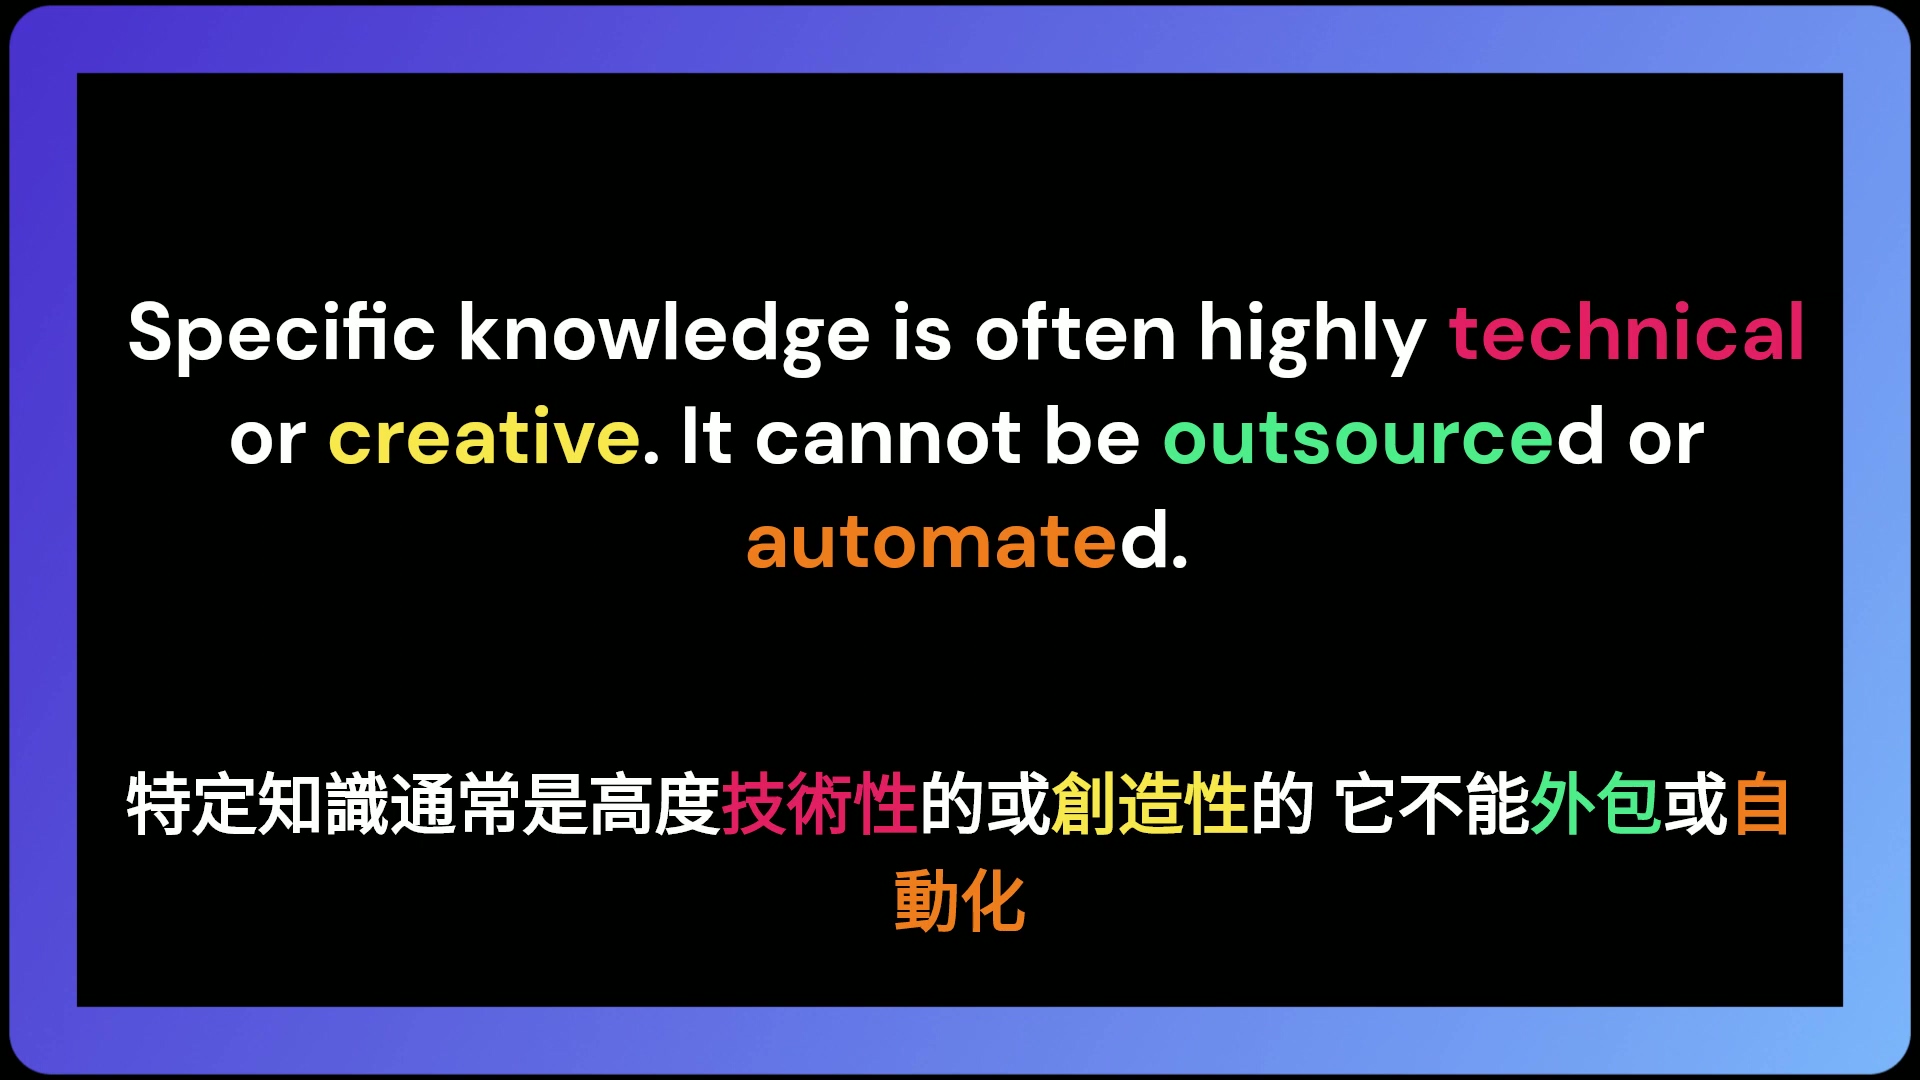 Specific knowledge is often highly technical
or creative. It cannot be outsourced or
automated.
特定知識通常是高度技術性的或創造性的 它不能外包或自
動化